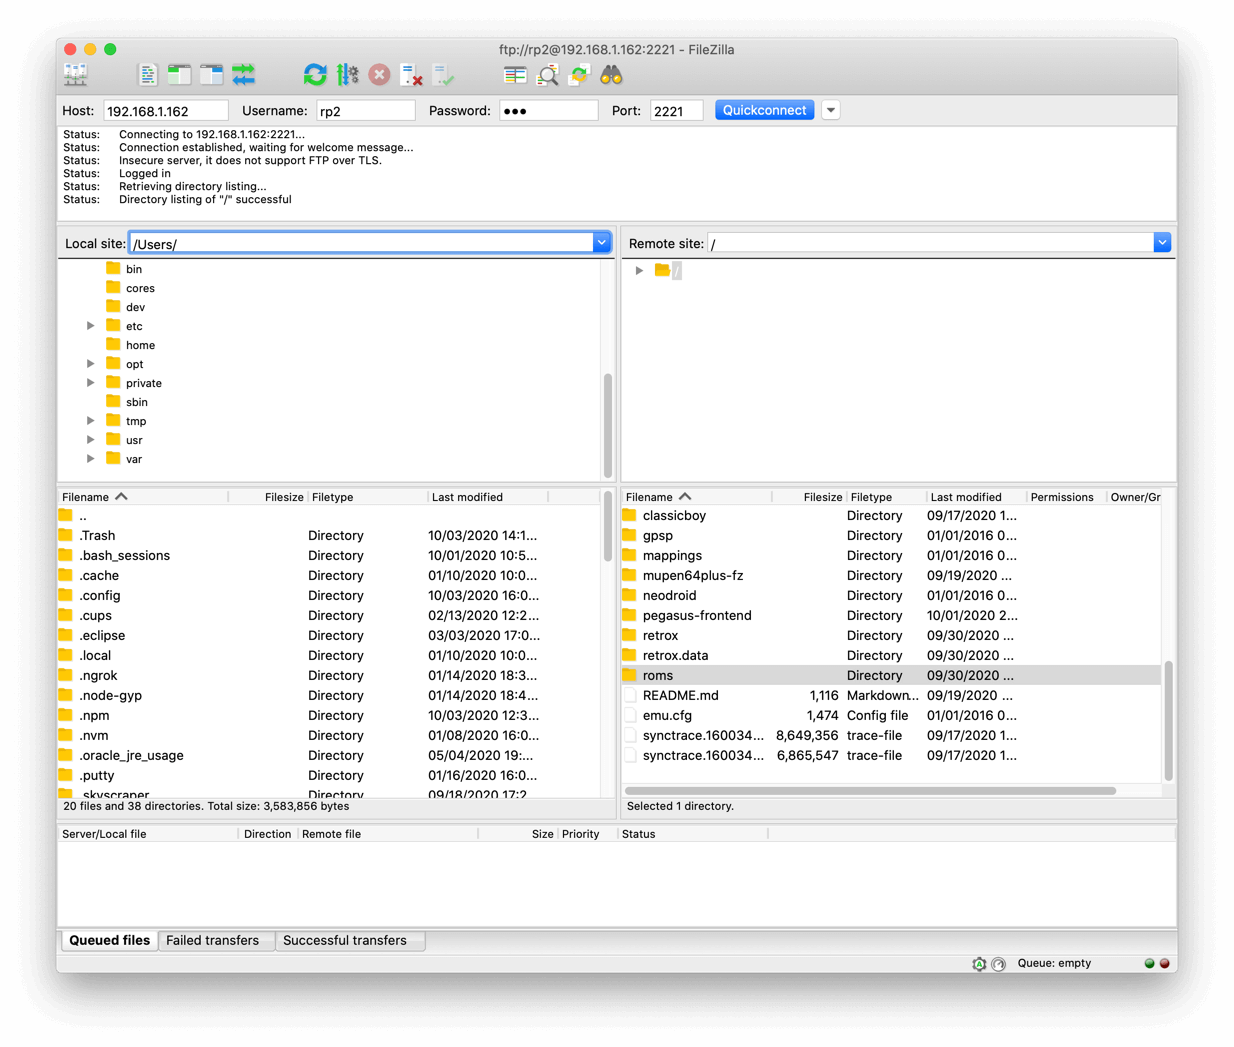 ftp://rp2@192.168.1.162:2221 - FileZilla
Host: 192.168.1.162 Username: rp2 Password: ●●● Port: 2221 Quickconnect
Status: Connecting to 192.168.1.162:2221...
Status: Connection established, waiting for welcome message...
Status: Insecure server, it does not support FTP over TLS.
Status: Logged in
Status: Retrieving directory listing...
Status: Directory listing of "/" successful
Local site: /Users/
bin
cores
dev
etc
home
opt
private
sbin
tmp
usr
var
Remote site: /
/
Filename Filesize Filetype Last modified
..
.Trash Directory 10/03/2020 14:1...
.bash_sessions Directory 10/01/2020 10:5...
.cache Directory 01/10/2020 10:0...
.config Directory 10/03/2020 16:0...
.cups Directory 02/13/2020 12:2...
.eclipse Directory 03/03/2020 17:0...
.local Directory 01/10/2020 10:0...
.ngrok Directory 01/14/2020 18:3...
.node-gyp Directory 01/14/2020 18:4...
.npm Directory 10/03/2020 12:3...
.nvm Directory 01/08/2020 16:0...
.oracle_jre_usage Directory 05/04/2020 19:...
.putty Directory 01/16/2020 16:0...
.skyscraper Directory 09/18/2020 17:2...
20 files and 38 directories. Total size: 3,583,856 bytes
Filename Filesize Filetype Last modified Permissions Owner/Gr
classicboy Directory 09/17/2020 1...
gpsp Directory 01/01/2016 0...
mappings Directory 01/01/2016 0...
mupen64plus-fz Directory 09/19/2020 ...
neodroid Directory 01/01/2016 0...
pegasus-frontend Directory 10/01/2020 2...
retrox Directory 09/30/2020 ...
retrox.data Directory 09/30/2020 ...
roms Directory 09/30/2020 ...
README.md 1,116 Markdown... 09/19/2020 ...
emu.cfg 1,474 Config file 01/01/2016 0...
synctrace.160034... 8,649,356 trace-file 09/17/2020 1...
synctrace.160034... 6,865,547 trace-file 09/17/2020 1...
Selected 1 directory.
Server/Local file Direction Remote file Size Priority Status
Queued files Failed transfers Successful transfers
Queue: empty